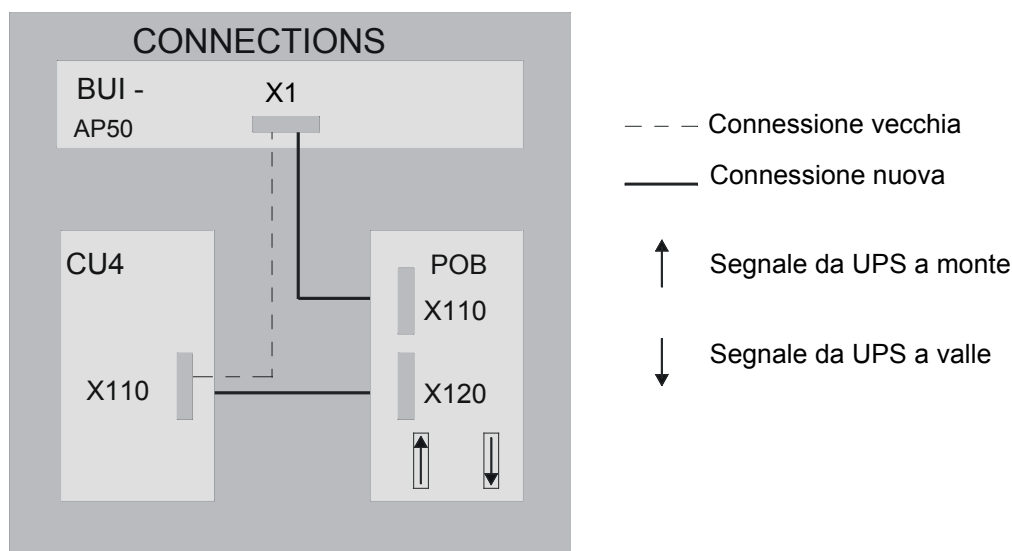 CONNECTIONS
BUI -
AP50
X1
CU4
X110
POB
X110
X120
Connessione vecchia
Connessione nuova
Segnale da UPS a monte
Segnale da UPS a valle